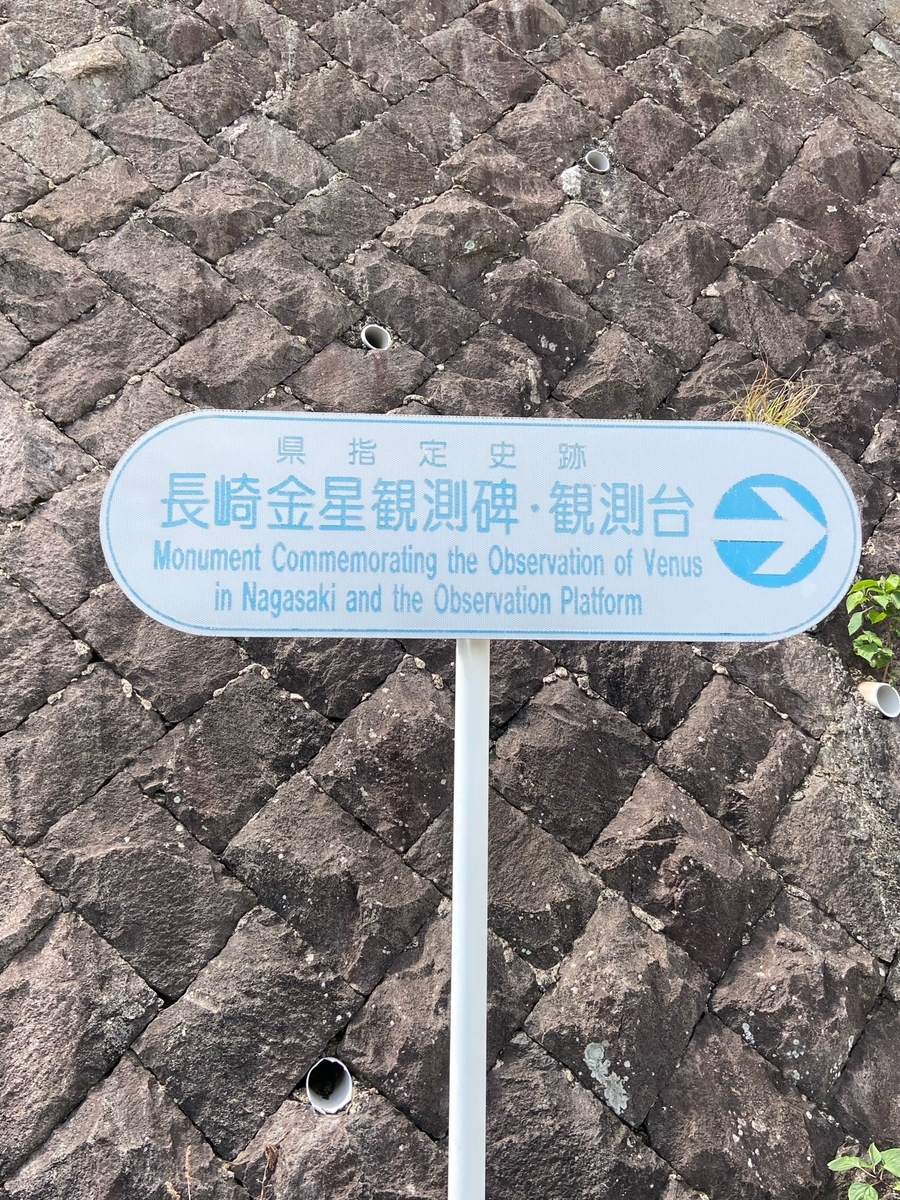 県指定史跡
長崎金星観測碑・観測台
Monument Commemorating the Observation of Venus
in Nagasaki and the Observation Platform